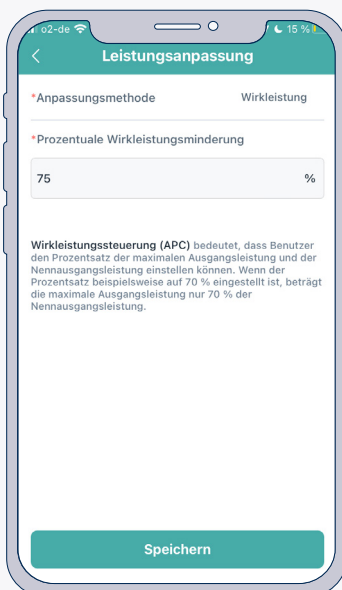 o2-de 15 %
Leistungsanpassung
*Anpassungsmethode Wirkleistung
*Prozentuale Wirkleistungsminderung
75 %
Wirkleistungssteuerung (APC) bedeutet, dass Benutzer
den Prozentsatz der maximalen Ausgangsleistung und der
Nennausgangsleistung einstellen können. Wenn der
Prozentsatz beispielsweise auf 70 % eingestellt ist, beträgt
die maximale Ausgangsleistung nur 70 % der
Nennausgangsleistung.
Speichern